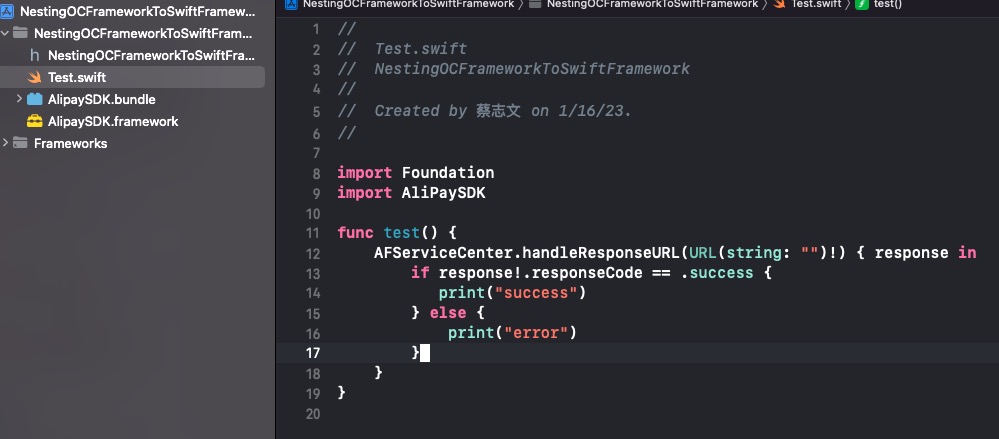 NestingOCFrameworkToSwiftFramew...
NestingOCFrameworkToSwiftFram...
h NestingOCFrameworkToSwiftFra...
Test.swift
AlipaySDK.bundle
AlipaySDK.framework
Frameworks
NestingOCFrameworkToSwiftFramework 〉 NestingOCFrameworkToSwiftFramework 〉 Test.swift 〉 f test()
1 //
2 //  Test.swift
3 //  NestingOCFrameworkToSwiftFramework
4 //
5 //  Created by 蔡志文 on 1/16/23.
6 //
7
8 import Foundation
9 import AliPaySDK
10
11 func test() {
12     AFServiceCenter.handleResponseURL(URL(string: "")!) { response in
13         if response!.responseCode == .success {
14            print("success")
15         } else {
16             print("error")
17         }
18     }
19 }
20